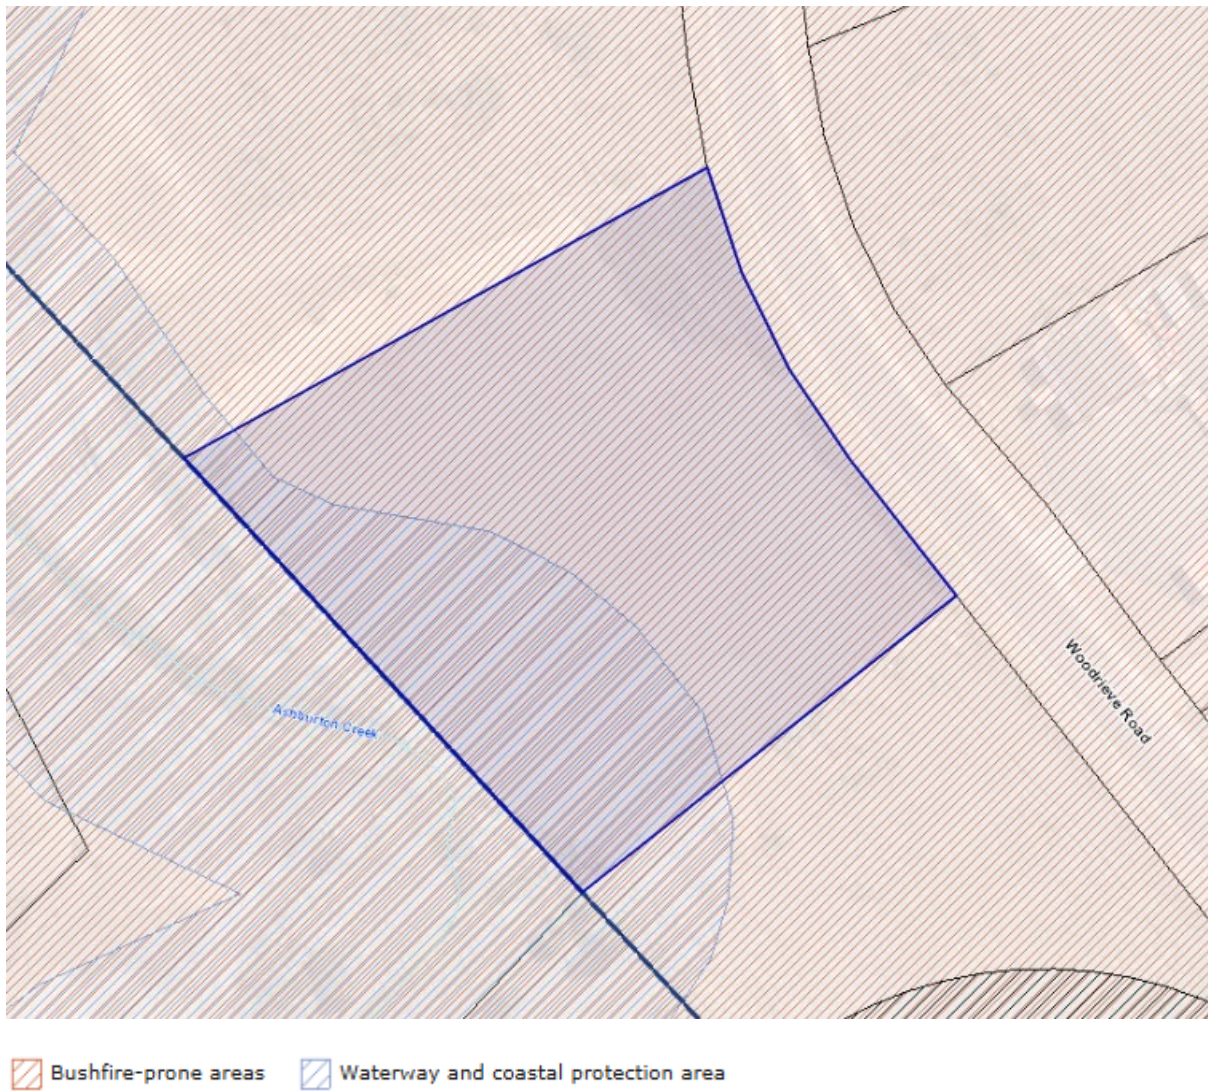 Ashburton Creek
Woodrieve Road
Bushfire-prone areas
Waterway and coastal protection area